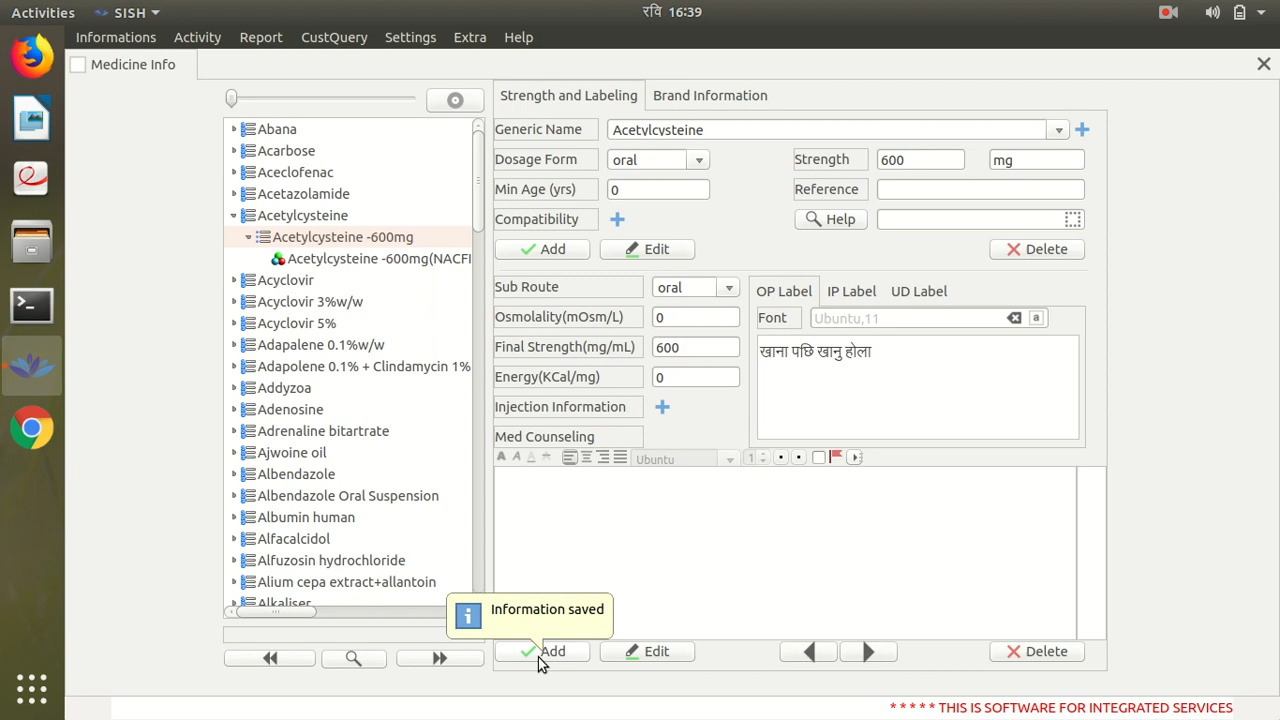 Activities SISH रवि 16:39
Informations Activity Report CustQuery Settings Extra Help
Medicine Info
Abana
Acarbose
Aceclofenac
Acetazolamide
Acetylcysteine
Acetylcysteine -600mg
Acetylcysteine -600mg(NACFI
Acyclovir
Acyclovir 3%w/w
Acyclovir 5%
Adapalene 0.1%w/w
Adapolene 0.1% + Clindamycin 1%
Addyzoa
Adenosine
Adrenaline bitartrate
Ajwoine oil
Albendazole
Albendazole Oral Suspension
Albumin human
Alfacalcidol
Alfuzosin hydrochloride
Alium cepa extract+allantoin
Alkaliser
Strength and Labeling Brand Information
Generic Name Acetylcysteine
Dosage Form oral Strength 600 mg
Min Age (yrs) 0 Reference
Compatibility Help
Add Edit Delete
Sub Route oral
Osmolality(mOsm/L) 0
Final Strength(mg/mL) 600
Energy(KCal/mg) 0
Injection Information
Med Counseling
OP Label IP Label UD Label
Font Ubuntu,11 a
खाना पछि खानु होला
A A A A Ubuntu 1
Information saved
Add Edit Delete
* * * * * THIS IS SOFTWARE FOR INTEGRATED SERVICES